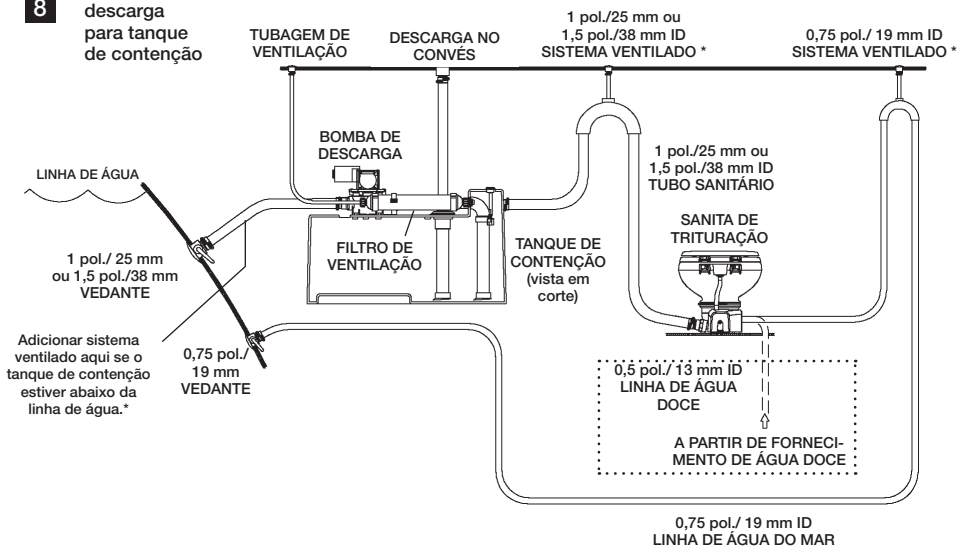 8
descarga
para tanque
de contenção
TUBAGEM DE
VENTILAÇÃO
DESCARGA NO
CONVÉS
1 pol./25 mm ou
1,5 pol./38 mm ID
SISTEMA VENTILADO *
0,75 pol./ 19 mm ID
SISTEMA VENTILADO *
BOMBA DE
DESCARGA
1 pol./25 mm ou
1,5 pol./38 mm ID
TUBO SANITÁRIO
LINHA DE ÁGUA
SANITA DE
TRITURAÇÃO
FILTRO DE
VENTILAÇÃO
TANQUE DE
CONTENÇÃO
(vista em
corte)
1 pol./ 25 mm
ou 1,5 pol./38 mm
VEDANTE
Adicionar sistema
ventilado aqui se o
tanque de contenção
estiver abaixo da
linha de água.*
0,75 pol./
19 mm
VEDANTE
0,5 pol./ 13 mm ID
LINHA DE ÁGUA
DOCE
A PARTIR DE FORNECI-
MENTO DE ÁGUA DOCE
0,75 pol./ 19 mm ID
LINHA DE ÁGUA DO MAR